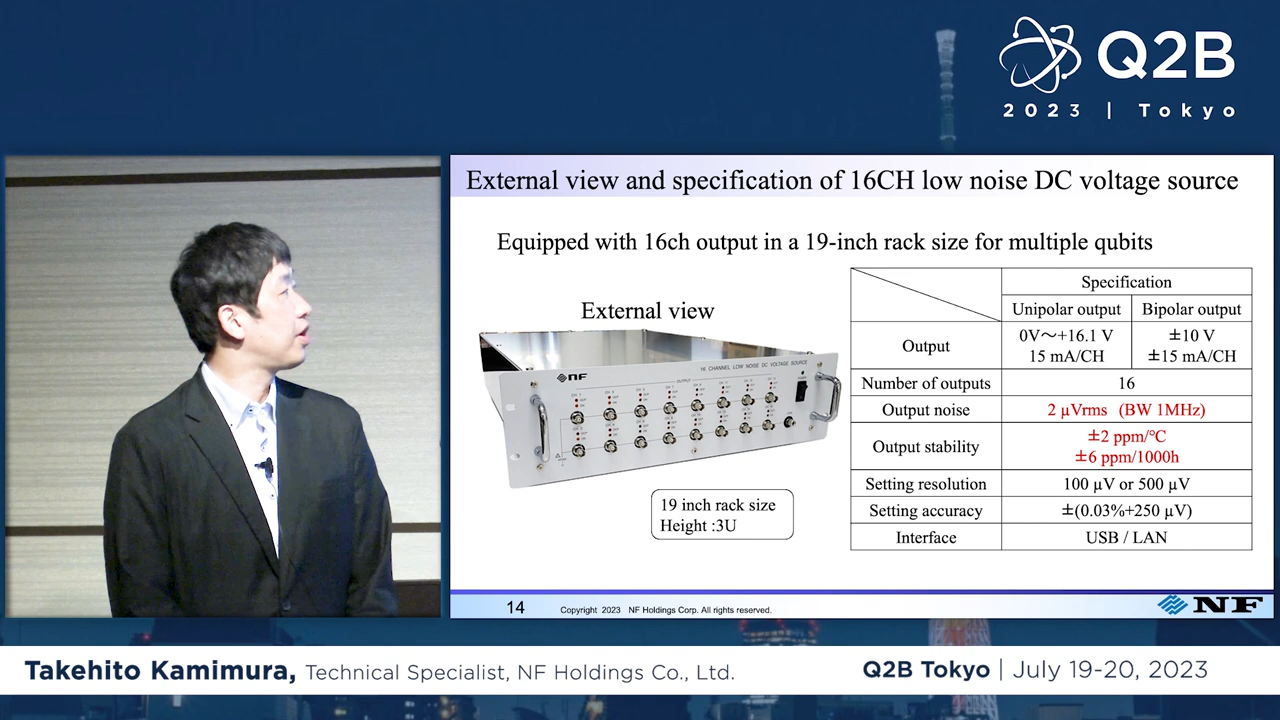 Q2B
2023 | Tokyo
External view and specification of 16CH low noise DC voltage source
Equipped with 16ch output in a 19-inch rack size for multiple qubits
External view
NF
16 CHANNEL LOW NOISE DC VOLTAGE SOURCE
OUTPUT
19 inch rack size
Height :3U
Specification
Unipolar output
Bipolar output
Output
0V～+16.1 V
15 mA/CH
±10 V
±15 mA/CH
Number of outputs
16
Output noise
2 μVrms (BW 1MHz)
Output stability
±2 ppm/℃
±6 ppm/1000h
Setting resolution
100 μV or 500 μV
Setting accuracy
±(0.03%+250 μV)
Interface
USB / LAN
14
Copyright 2023 NF Holdings Corp. All rights reserved.
NF
Takehito Kamimura, Technical Specialist, NF Holdings Co., Ltd.
Q2B Tokyo | July 19-20, 2023